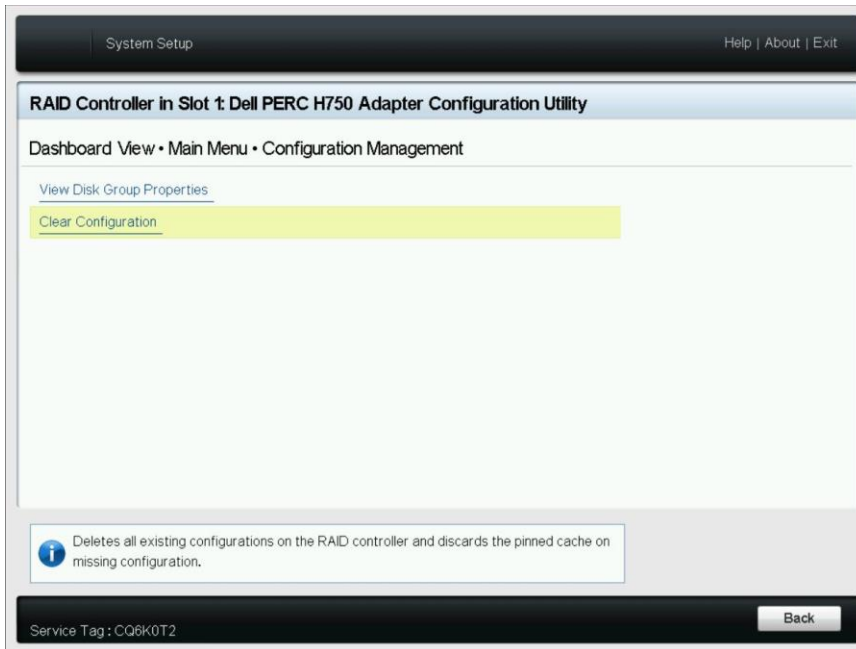 System Setup
Help | About | Exit
RAID Controller in Slot 1: Dell PERC H750 Adapter Configuration Utility
Dashboard View • Main Menu • Configuration Management
View Disk Group Properties
Clear Configuration
Deletes all existing configurations on the RAID controller and discards the pinned cache on
missing configuration.
Back
Service Tag : CQ6K0T2